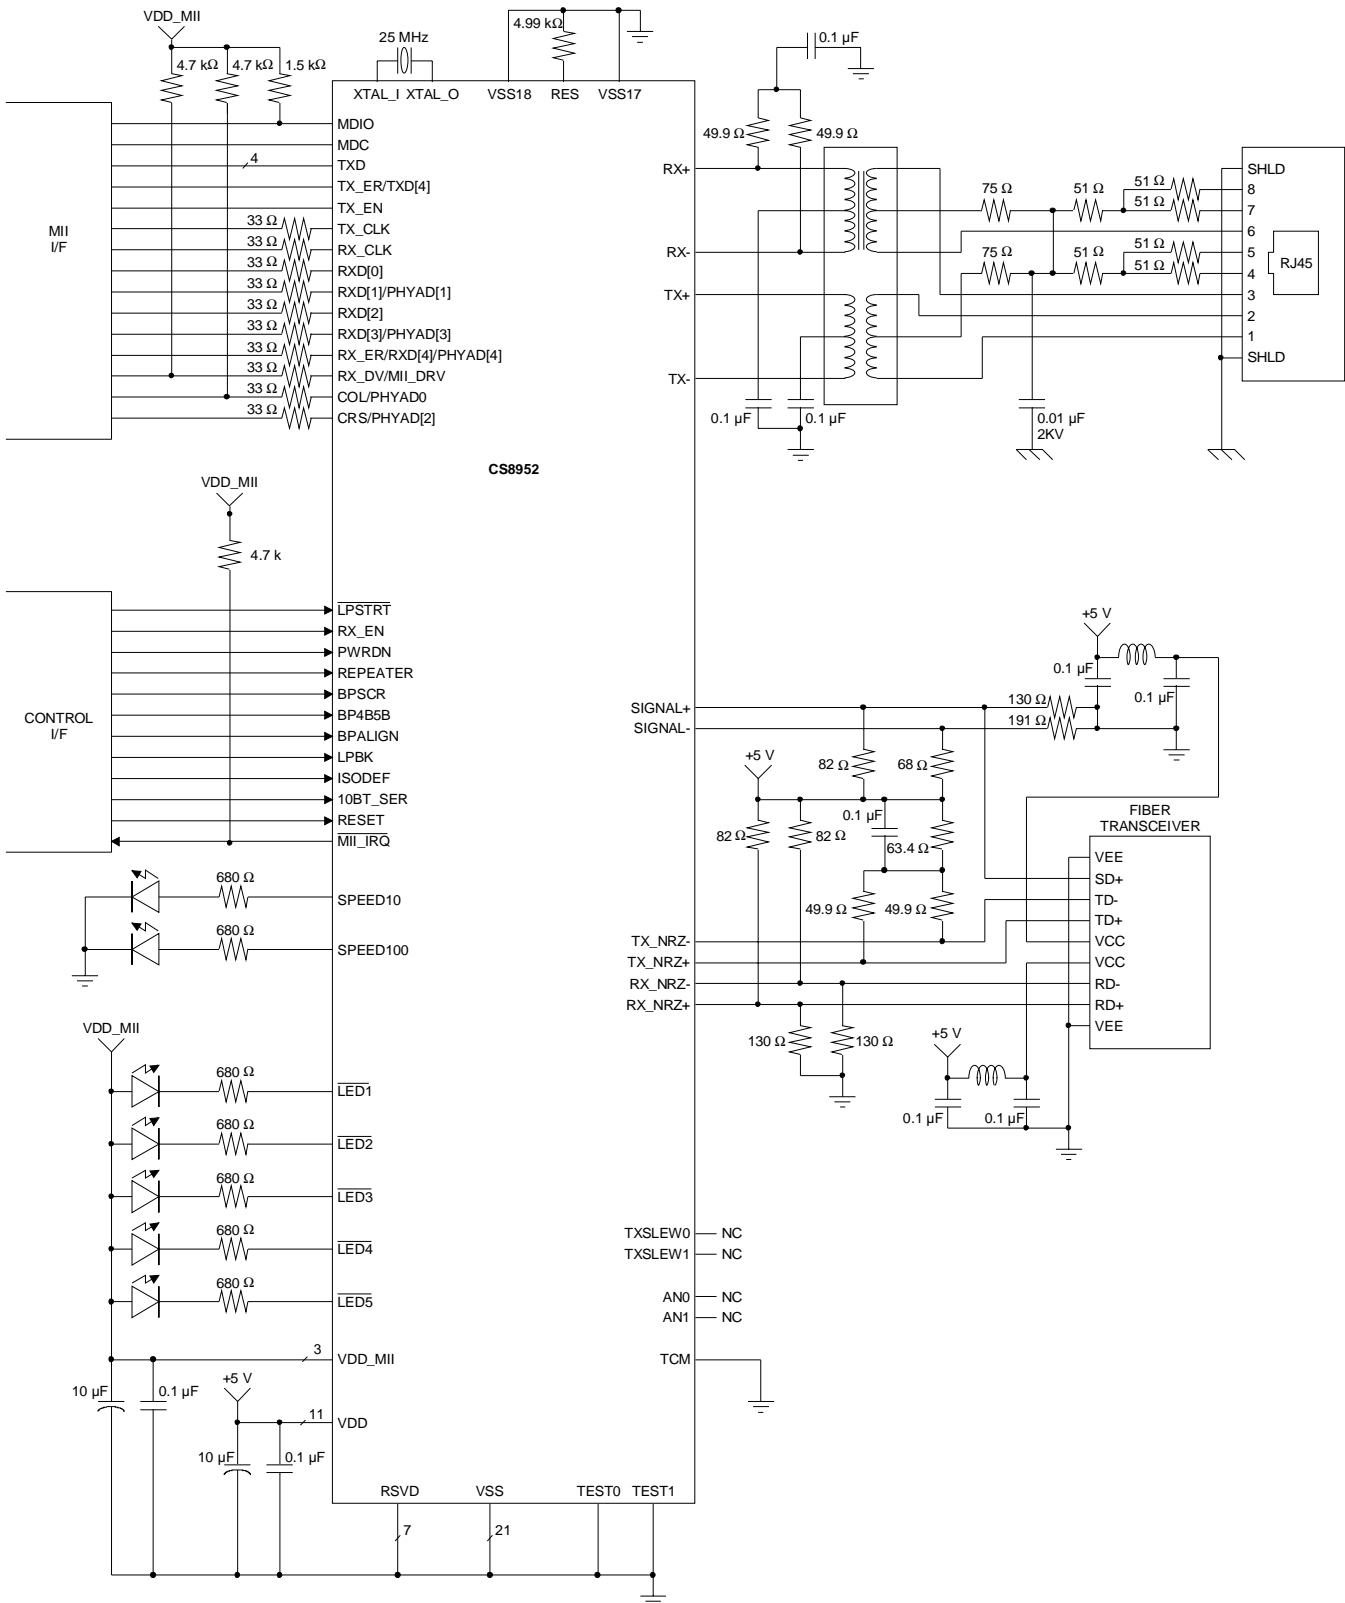 VDD_MII
4.7 kΩ
4.7 kΩ
1.5 kΩ
25 MHz
4.99 kΩ
0.1 µF
XTAL_I
XTAL_O
VSS18
RES
VSS17
MII
I/F
MDIO
MDC
4
TXD
TX_ER/TXD[4]
TX_EN
33 Ω
TX_CLK
33 Ω
RX_CLK
33 Ω
RXD[0]
33 Ω
RXD[1]/PHYAD[1]
33 Ω
RXD[2]
33 Ω
RXD[3]/PHYAD[3]
33 Ω
RX_ER/RXD[4]/PHYAD[4]
33 Ω
RX_DV/MII_DRV
33 Ω
COL/PHYAD0
33 Ω
CRS/PHYAD[2]
CS8952
49.9 Ω
49.9 Ω
RX+
RX-
TX+
TX-
0.1 µF
0.1 µF
75 Ω
51 Ω
51 Ω
51 Ω
75 Ω
51 Ω
51 Ω
51 Ω
0.01 µF
2KV
SHLD
8
7
6
5
4
3
2
1
SHLD
RJ45
VDD_MII
4.7 k
CONTROL
I/F
LPSTRT
RX_EN
PWRDN
REPEATER
BPSCR
BP4B5B
BPALIGN
LPBK
ISODEF
10BT_SER
RESET
MII_IRQ
680 Ω
SPEED10
680 Ω
SPEED100
+5 V
0.1 µF
0.1 µF
SIGNAL+
130 Ω
SIGNAL-
191 Ω
+5 V
82 Ω
68 Ω
82 Ω
82 Ω
0.1 µF
63.4 Ω
49.9 Ω
49.9 Ω
TX_NRZ-
TX_NRZ+
RX_NRZ-
RX_NRZ+
130 Ω
130 Ω
FIBER
TRANSCEIVER
VEE
SD+
TD-
TD+
VCC
VCC
RD-
RD+
VEE
+5 V
0.1 µF
0.1 µF
VDD_MII
680 Ω
LED1
680 Ω
LED2
680 Ω
LED3
680 Ω
LED4
680 Ω
LED5
TXSLEW0
NC
TXSLEW1
NC
AN0
NC
AN1
NC
TCM
3
VDD_MII
10 µF
0.1 µF
+5 V
11
VDD
10 µF
0.1 µF
RSVD
VSS
TEST0
TEST1
7
21